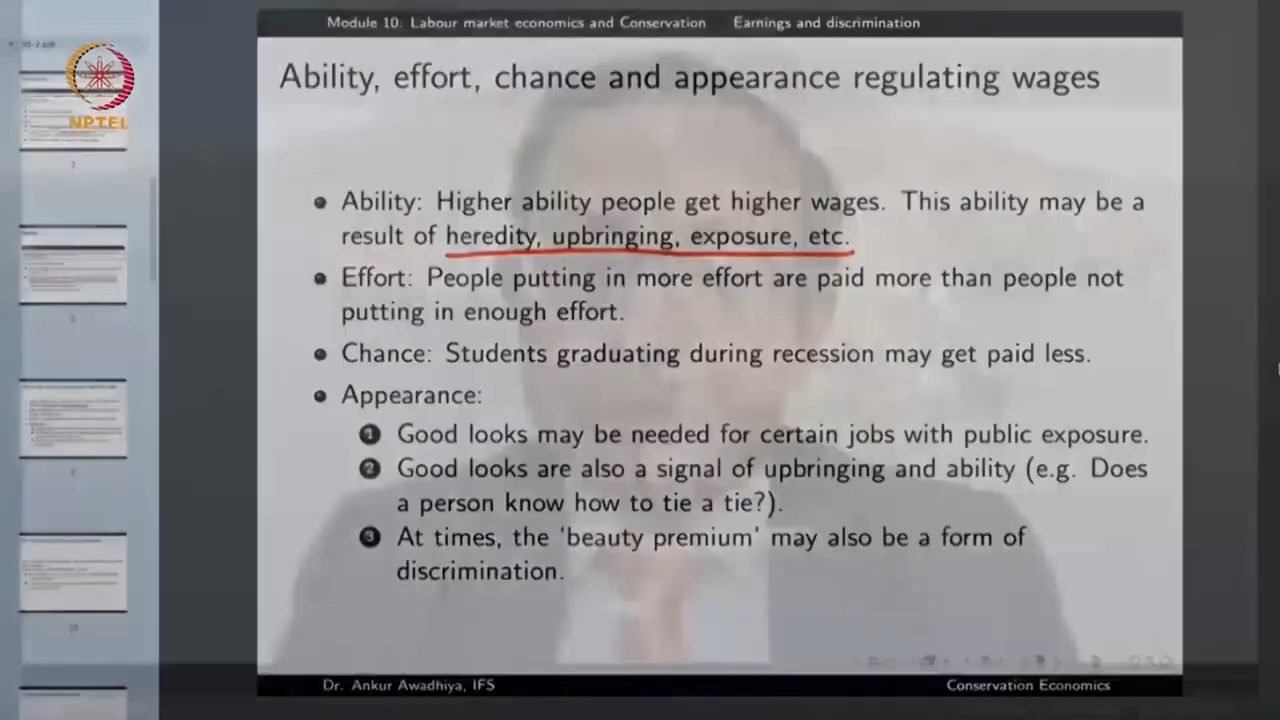 Module 10: Labour market economics and Conservation Earnings and discrimination
NPTEL
Ability, effort, chance and appearance regulating wages
Ability: Higher ability people get higher wages. This ability may be a
result of heredity, upbringing, exposure, etc.
Effort: People putting in more effort are paid more than people not
putting in enough effort.
Chance: Students graduating during recession may get paid less.
Appearance:
1 Good looks may be needed for certain jobs with public exposure.
2 Good looks are also a signal of upbringing and ability (e.g. Does
a person know how to tie a tie?).
3 At times, the 'beauty premium' may also be a form of
discrimination.
Dr. Ankur Awadhiya, IFS Conservation Economics
7
10